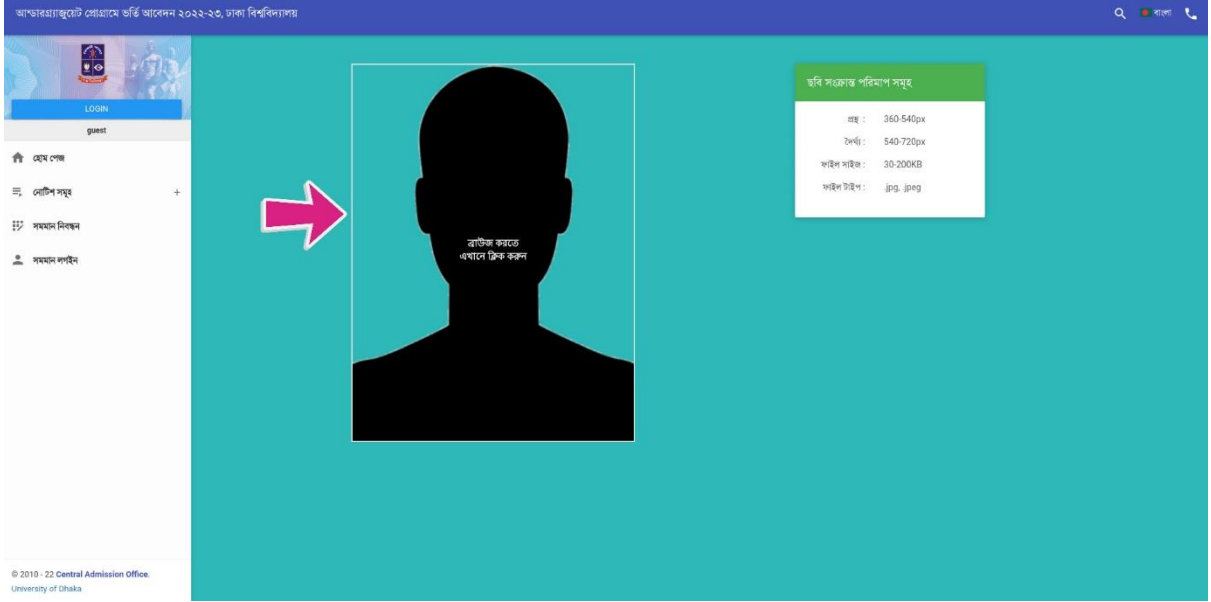 আন্ডারগ্র্যাজুয়েট প্রোগ্রামে ভর্তি আবেদন ২০২২-২৩, ঢাকা বিশ্ববিদ্যালয়
বাংলা
LOGIN
guest
হোম পেজ
নোটিশ সমূহ +
সমমান নিবন্ধন
সমমান লগইন
ব্রাউজ করতে
এখানে ক্লিক করুন
ছবি সংক্রান্ত পরিমাপ সমূহ
প্রস্থ : 360-540px
দৈর্ঘ্য : 540-720px
ফাইল সাইজ : 30-200KB
ফাইল টাইপ : .jpg, .jpeg
© 2010 - 22 Central Admission Office.
University of Dhaka